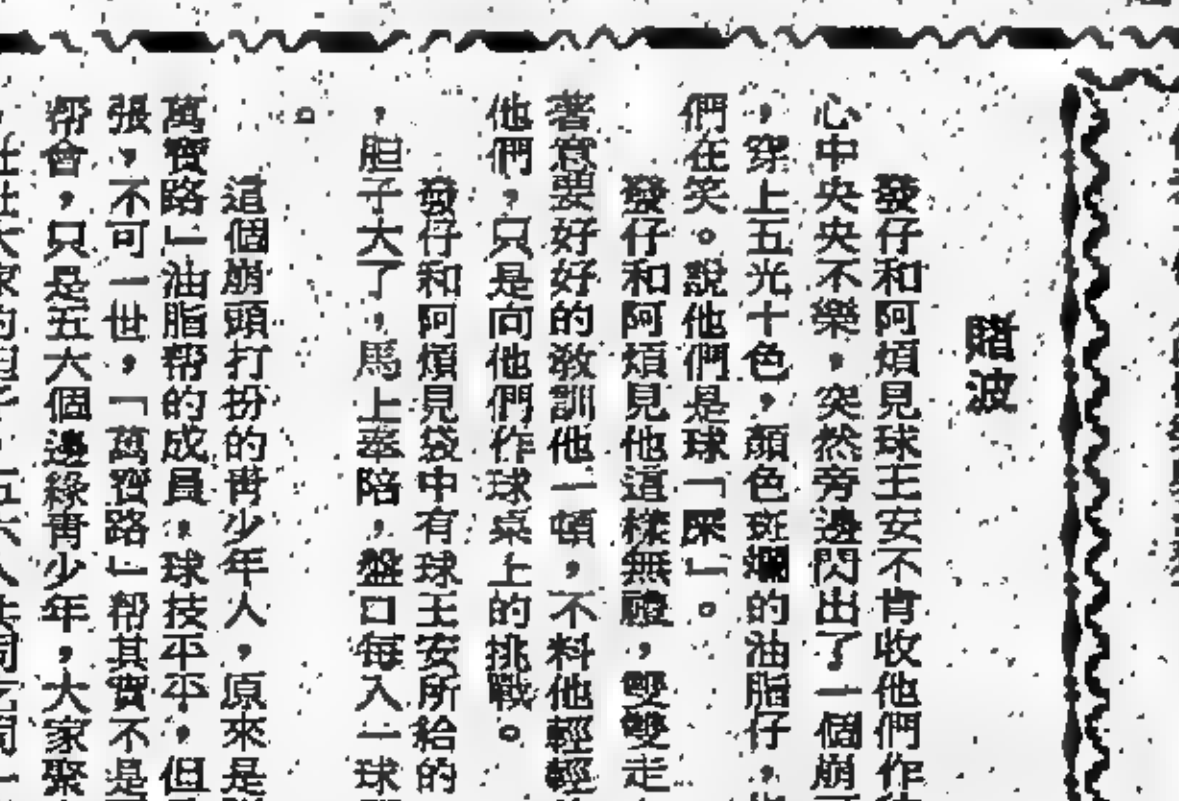 賭波
發仔和阿煩見球王安不肯收他們作
心中央央不樂，突然旁邊閃出了一個崩
，穿上五光十色，顏色斑斕的油脂仔，
們在笑。說他們是球「屎」。
發仔和阿煩見他這樣無禮，雙雙走
著意要好好的教訓他一頓，不料他輕輕
他們，只是向他們作球桌上的挑戰。
發仔和阿煩見袋中有球王安所給的
，胆子大了，馬上奉陪，盤口每入一球
。
這個崩頭打扮的靑少年人，原來是
萬寶路」油脂帮的成員，球技平平，但
張，不可一世，「萬寶路」帮其實不是
帮會，只是五六個邊緣靑少年，大家聚